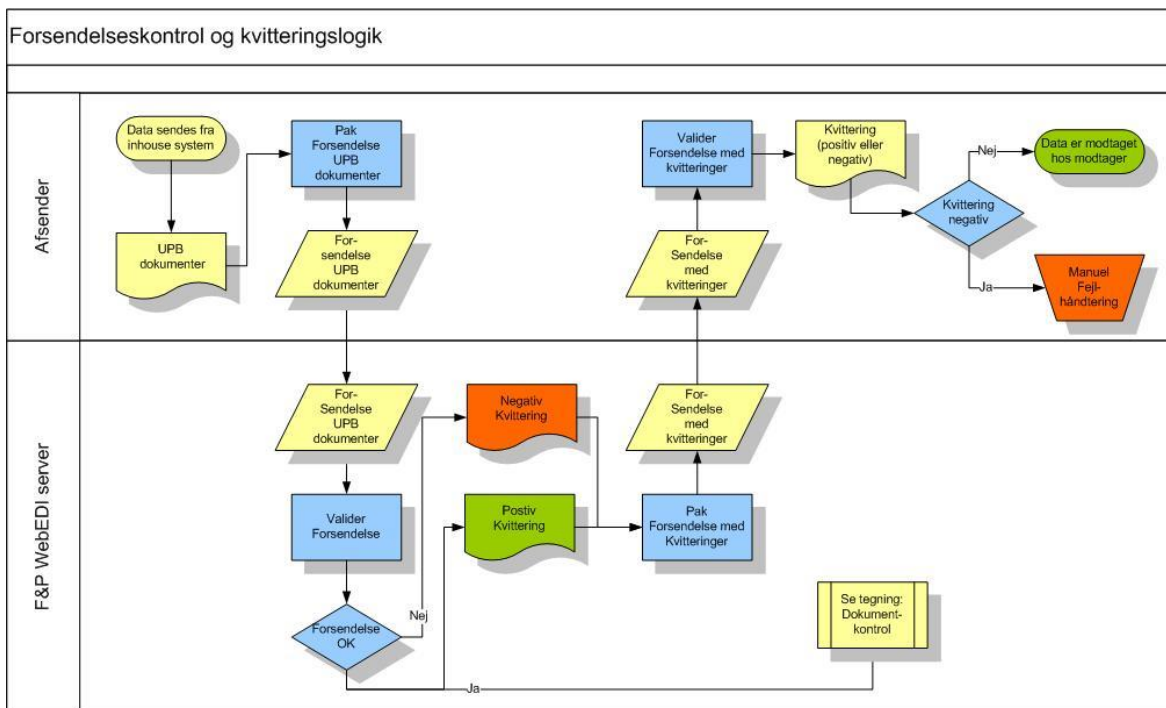 Forsendelseskontrol og kvitteringslogik
Afsender
Data sendes fra
inhouse system
UPB
dokumenter
Pak
Forsendelse
UPB
dokumenter
For-
sendelse
UPB
dokumenter
Valider
Forsendelse med
kvitteringer
For-
Sendelse
med
kvitteringer
Kvittering
(positiv eller
negativ)
Kvittering
negativ
Nej
Data er modtaget
hos modtager
Ja
Manuel
Fejl-
håndtering
F&P WebEDI server
For-
Sendelse
UPB
dokumenter
Valider
Forsendelse
Forsendelse
OK
Nej
Ja
Negativ
Kvittering
Postiv
Kvittering
For-
Sendelse
med
kvitteringer
Pak
Forsendelse med
Kvitteringer
Se tegning:
Dokument-
kontrol